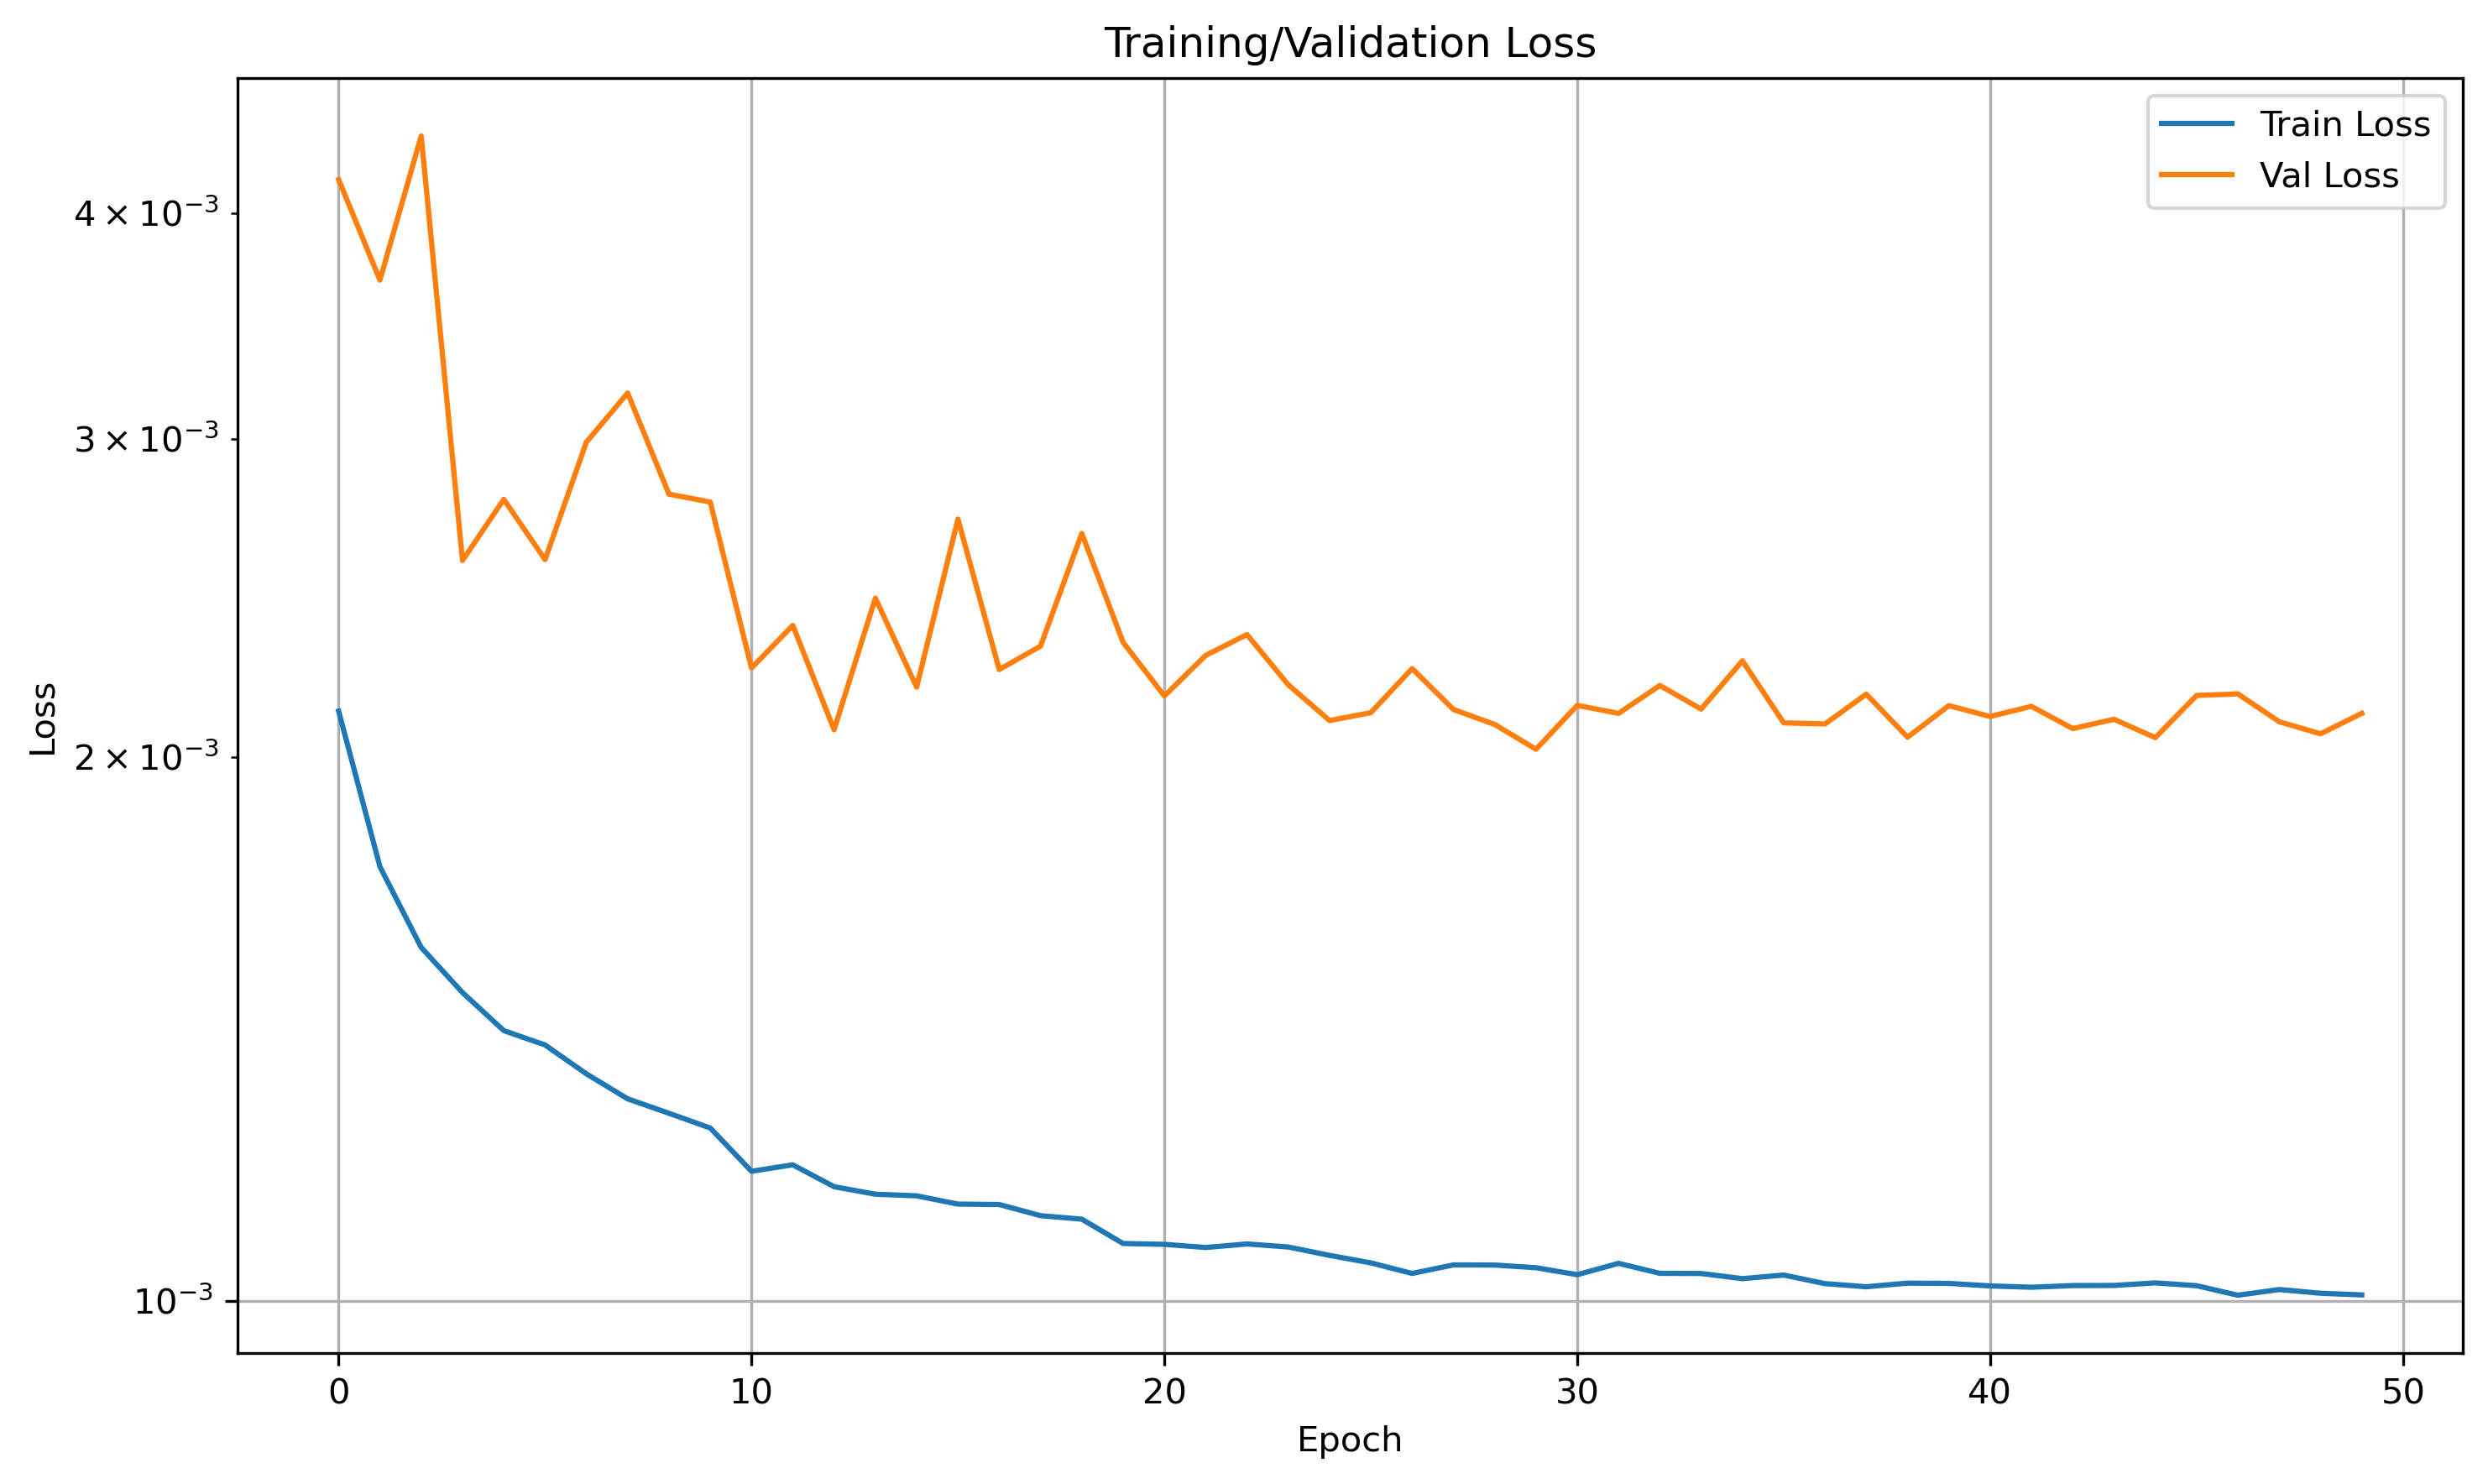 Training/Validation Loss
Train Loss
Val Loss
4 × 10⁻³
3 × 10⁻³
2 × 10⁻³
10⁻³
Loss
0 10 20 30 40 50
Epoch